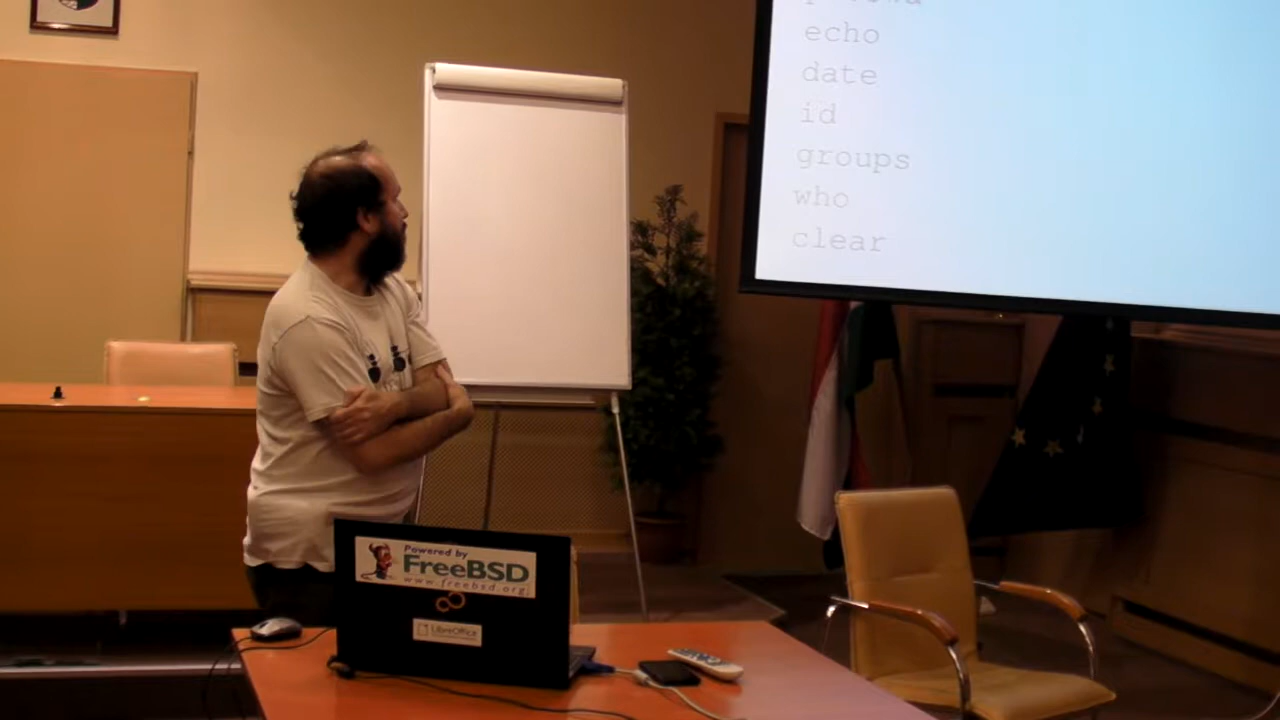 echo
date
id
groups
who
clear
Powered by
FreeBSD
www.freebsd.org
LibreOffice